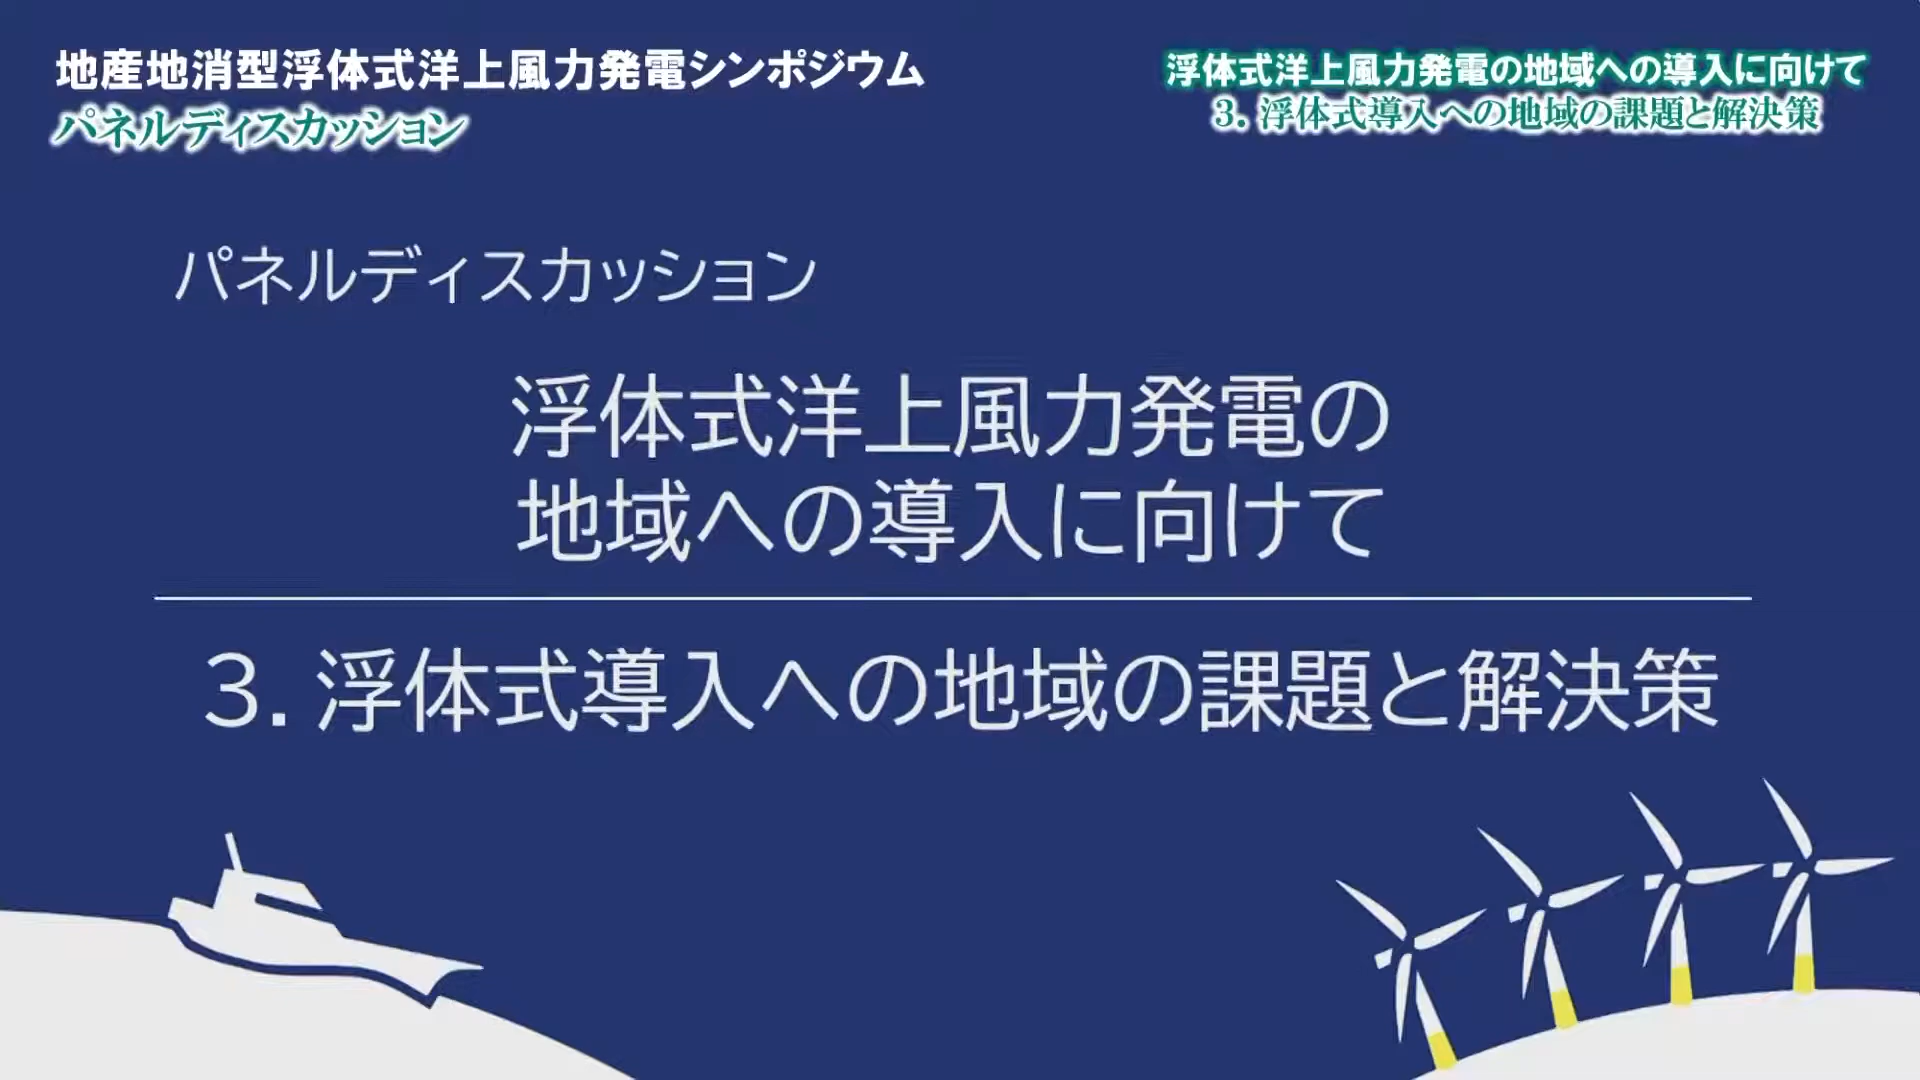 地産地消型浮体式洋上風力発電シンポジウム
パネルディスカッション
浮体式洋上風力発電の地域への導入に向けて
3. 浮体式導入への地域の課題と解決策
パネルディスカッション
浮体式洋上風力発電の
地域への導入に向けて
3. 浮体式導入への地域の課題と解決策